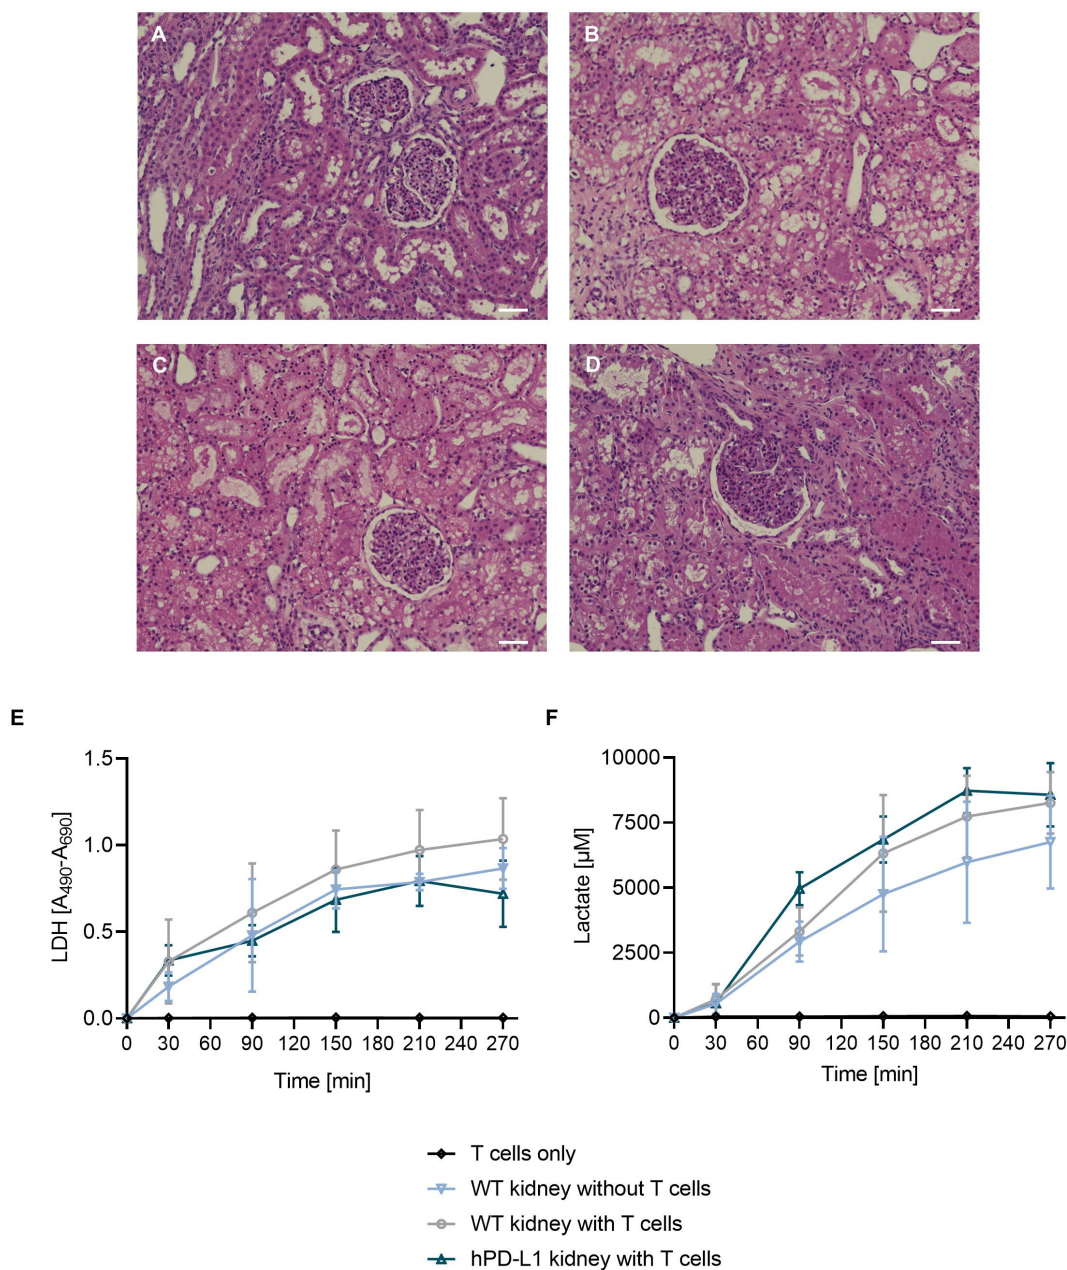 A
B
C
D
E
F
1.5
1.0
0.5
0.0
LDH [A490-A690]
0 30 60 90 120 150 180 210 240 270
Time [min]
10000
7500
5000
2500
0
Lactate [µM]
0 30 60 90 120 150 180 210 240 270
Time [min]
T cells only
WT kidney without T cells
WT kidney with T cells
hPD-L1 kidney with T cells